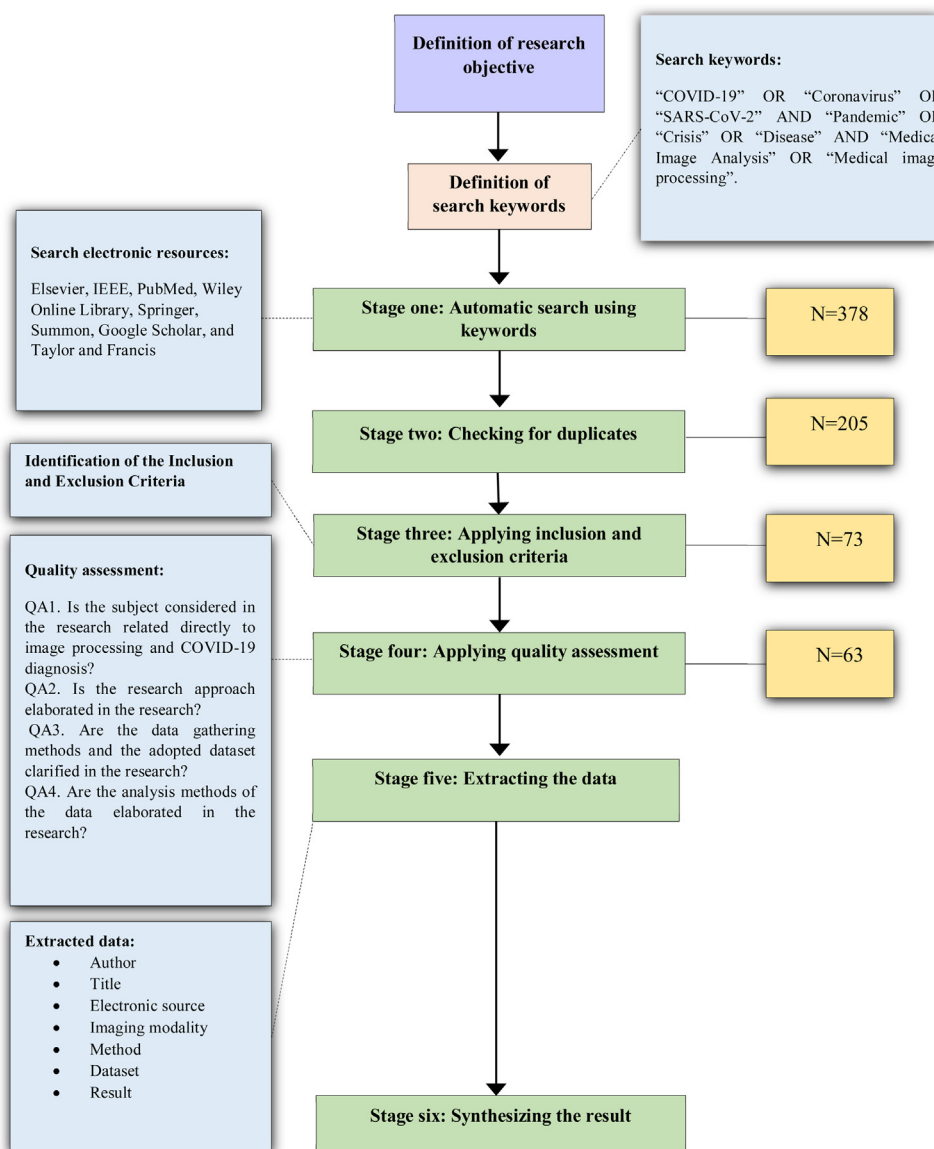 Definition of research
objective
Search keywords:
"COVID-19" OR "Coronavirus"
"SARS-CoV-2" AND "Pandemic"
"Crisis" OR "Disease" AND
Image Analysis" OR "Medical
processing".
Definition of
search keywords
Search electronic resources:
Elsevier, IEEE, PubMed, Wiley
Online Library, Springer,
Summon, Google Scholar, and
Taylor and Francis
Stage one: Automatic search using
keywords
N=378
Stage two: Checking for duplicates
N=205
Identification of the Inclusion
and Exclusion Criteria
Stage three: Applying inclusion and
exclusion criteria
N=73
Quality assessment:
QA1. Is the subject considered in
the research related directly to
image processing and COVID-19
diagnosis?
QA2. Is the research approach
elaborated in the research?
QA3. Are the data gathering
methods and the adopted dataset
clarified in the research?
QA4. Are the analysis methods of
the data elaborated in the
research?
Stage four: Applying quality assessment
N=63
Stage five: Extracting the data
Extracted data:
• Author
• Title
• Electronic source
• Imaging modality
• Method
• Dataset
• Result
Stage six: Synthesizing the result